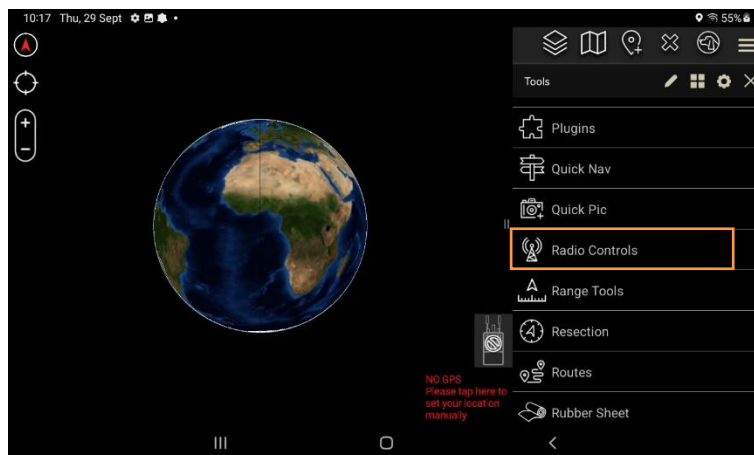 10:17 Thu, 29 Sept
55%
Tools
Plugins
Quick Nav
Quick Pic
Radio Controls
Range Tools
Resection
Routes
Rubber Sheet
NO GPS
Please tap here to
set your location
manually